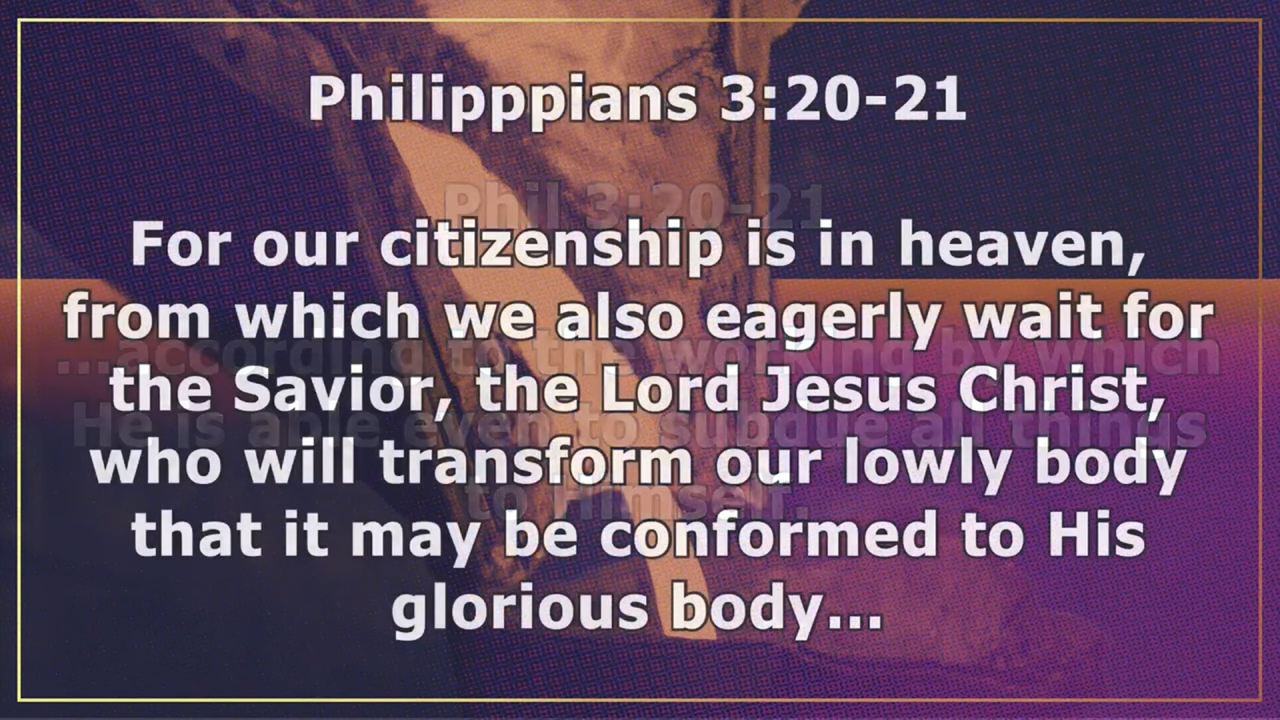 Philipppians 3:20-21
Phil 3:20-21
For our citizenship is in heaven,
from which we also eagerly wait for
...according to the working by which
the Savior, the Lord Jesus Christ,
He is able even to subdue all things
who will transform our lowly body
to Himself.
that it may be conformed to His
glorious body...